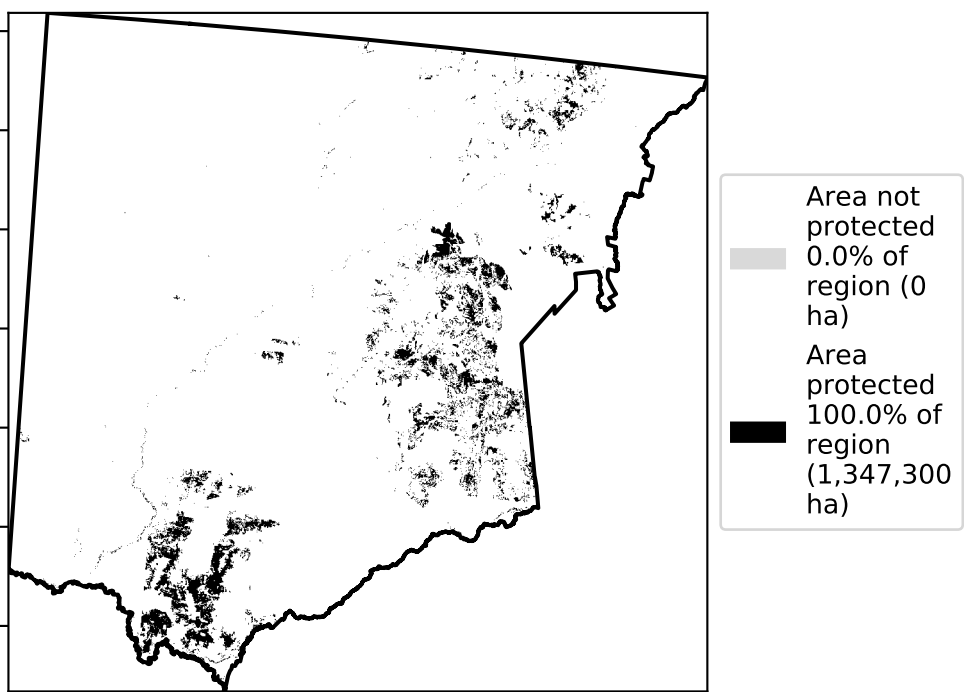 Area not
protected
0.0% of
region (0
ha)
Area
protected
100.0% of
region
(1,347,300
ha)